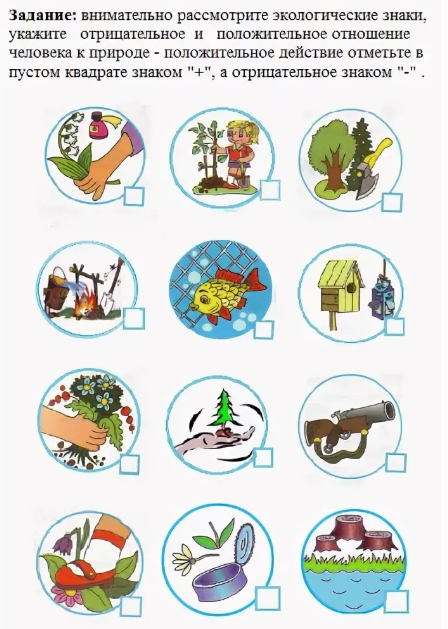 Задание: внимательно рассмотрите экологические знаки,
укажите отрицательное и положительное отношение
человека к природе - положительное действие отметьте в
пустом квадрате знаком "+", а отрицательное знаком "-" .